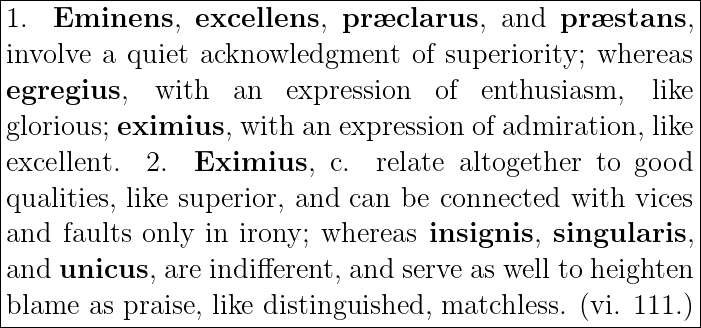 1. Eminens, excellens, præclarus, and præstans,
involve a quiet acknowledgment of superiority; whereas
egregius, with an expression of enthusiasm, like
glorious; eximius, with an expression of admiration, like
excellent. 2. Eximius, c. relate altogether to good
qualities, like superior, and can be connected with vices
and faults only in irony; whereas insignis, singularis,
and unicus, are indifferent, and serve as well to heighten
blame as praise, like distinguished, matchless. (vi. 111.)